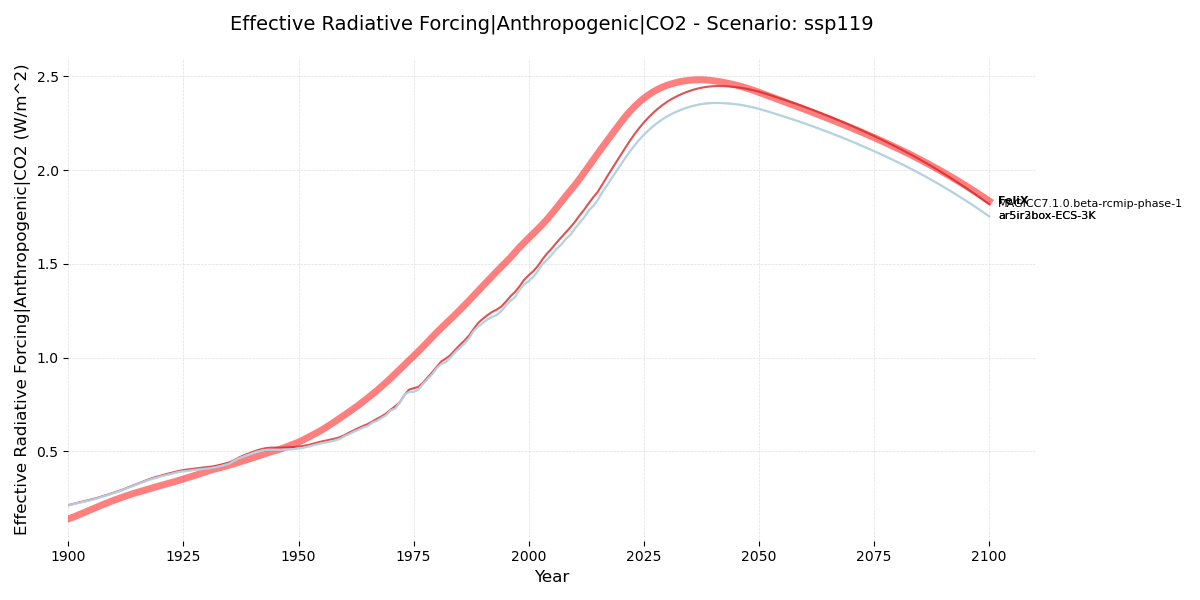 Effective Radiative Forcing|Anthropogenic|CO2 - Scenario: ssp119
Effective Radiative Forcing|Anthropogenic|CO2 (W/m^2)
2.5
2.0
1.5
1.0
0.5
FeliX
MAGICC7.1.0.beta-rcmip-phase-1
ar5ir2box-ECS-3K
1900
1925
1950
1975
2000
2025
2050
2075
2100
Year